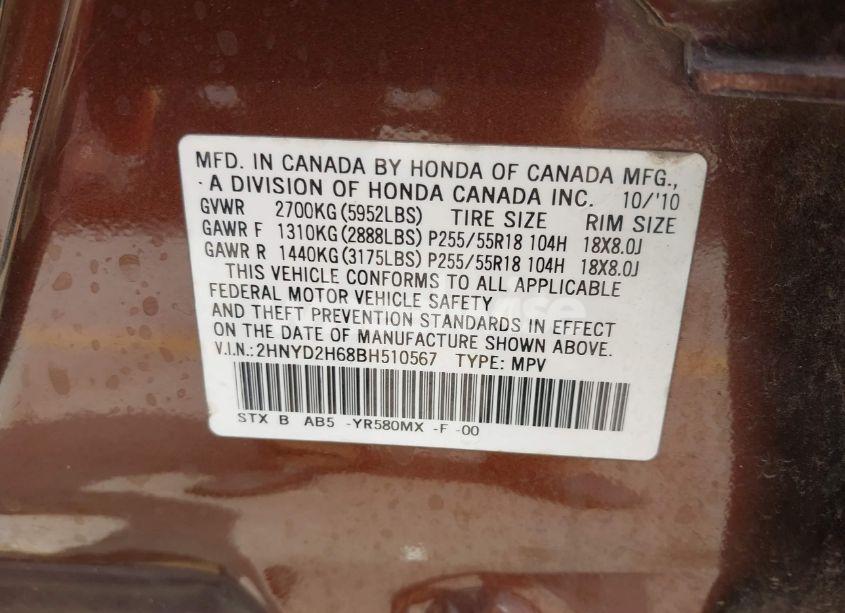 MFD. IN CANADA BY HONDA OF CANADA MFG.,
A DIVISION OF HONDA CANADA INC. 10/'10
GVWR 2700KG(5952LBS) TIRE SIZE RIM SIZE
GAWR F 1310KG(2888LBS) P255/55R18 104H 18X8.0J
GAWR R 1440KG(3175LBS) P255/55R18 104H 18X8.0J
THIS VEHICLE CONFORMS TO ALL APPLICABLE
FEDERAL MOTOR VEHICLE SAFETY
AND THEFT PREVENTION STANDARDS IN EFFECT
ON THE DATE OF MANUFACTURE SHOWN ABOVE.
V.I.N.:2HNYD2H68BH510567 TYPE: MPV
STX B AB5 -YR580MX -F -00